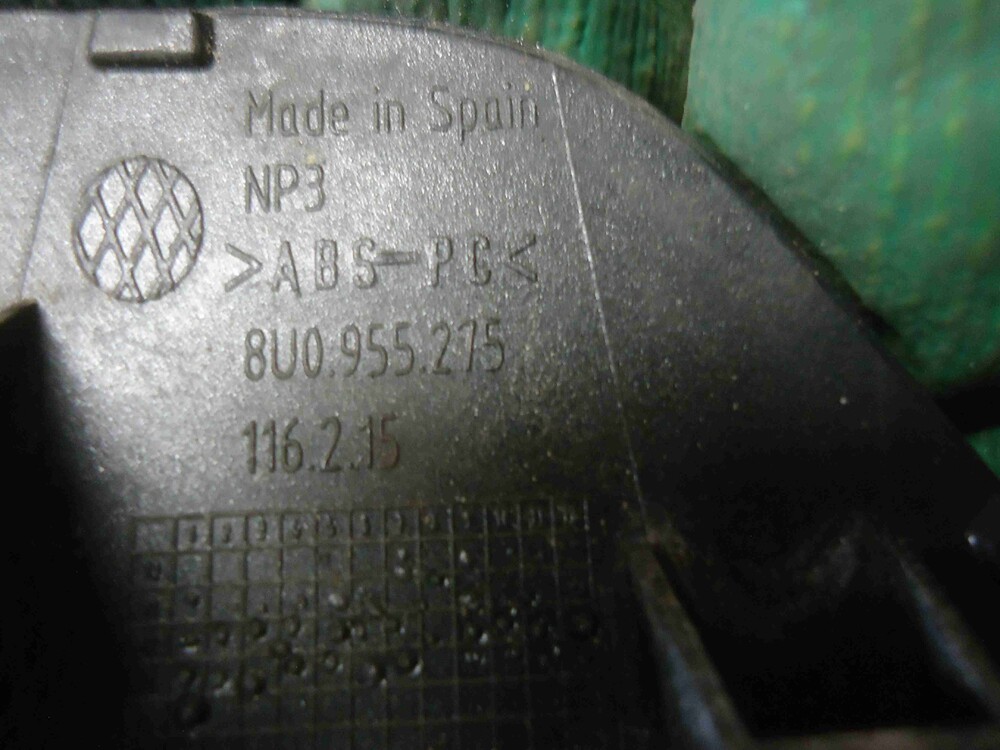 Made in Spain
NP3
>ABS-PC<
8U0.955.275
116.2.15